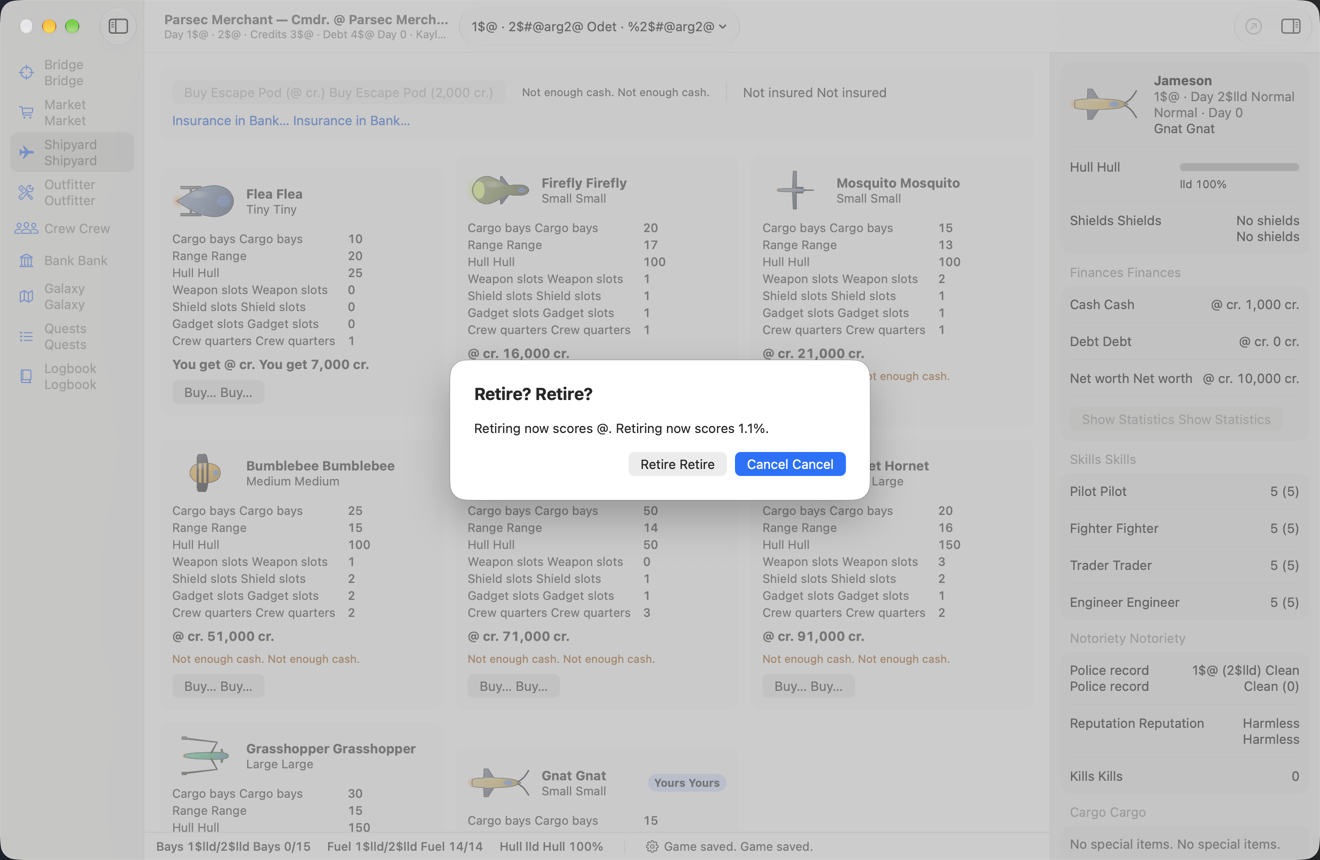 Parsec Merchant — Cmdr. @ Parsec Merch...
Day 1$@ · 2$@ · Credits 3$@ · Debt 4$@ Day 0 · Kayl...
1$@ · 2$#@arg2@ Odet · %2$#@arg2@
Bridge
Bridge
Market
Market
Shipyard
Shipyard
Outfitter
Outfitter
Crew Crew
Bank Bank
Galaxy
Galaxy
Quests
Quests
Logbook
Logbook
Buy Escape Pod (@ cr.) Buy Escape Pod (2,000 cr.)
Not enough cash. Not enough cash.
Not insured Not insured
Insurance in Bank... Insurance in Bank...
Flea Flea
Tiny Tiny
Cargo bays Cargo bays 10
Range Range 20
Hull Hull 25
Weapon slots Weapon slots 0
Shield slots Shield slots 0
Gadget slots Gadget slots 0
Crew quarters Crew quarters 1
You get @ cr. You get 7,000 cr.
Buy... Buy...
Firefly Firefly
Small Small
Cargo bays Cargo bays 20
Range Range 17
Hull Hull 100
Weapon slots Weapon slots 1
Shield slots Shield slots 1
Gadget slots Gadget slots 1
Crew quarters Crew quarters 1
@ cr. 16,000 cr.
Mosquito Mosquito
Small Small
Cargo bays Cargo bays 15
Range Range 13
Hull Hull 100
Weapon slots Weapon slots 2
Shield slots Shield slots 1
Gadget slots Gadget slots 1
Crew quarters Crew quarters 1
@ cr. 21,000 cr.
enough cash.
Retire? Retire?
Retiring now scores @. Retiring now scores 1.1%.
Retire Retire
Cancel Cancel
Bumblebee Bumblebee
Medium Medium
Cargo bays Cargo bays 25
Range Range 15
Hull Hull 100
Weapon slots Weapon slots 1
Shield slots Shield slots 2
Gadget slots Gadget slots 2
Crew quarters Crew quarters 2
@ cr. 51,000 cr.
Not enough cash. Not enough cash.
Buy... Buy...
Cargo bays Cargo bays 50
Range Range 14
Hull Hull 50
Weapon slots Weapon slots 0
Shield slots Shield slots 1
Gadget slots Gadget slots 1
Crew quarters Crew quarters 3
@ cr. 71,000 cr.
Not enough cash. Not enough cash.
Buy... Buy...
Hornet
Large
Cargo bays Cargo bays 20
Range Range 16
Hull Hull 150
Weapon slots Weapon slots 3
Shield slots Shield slots 2
Gadget slots Gadget slots 1
Crew quarters Crew quarters 2
@ cr. 91,000 cr.
Not enough cash. Not enough cash.
Buy... Buy...
Grasshopper Grasshopper
Large Large
Cargo bays Cargo bays 30
Range Range 15
Hull Hull 150
Gnat Gnat
Small Small
Yours Yours
Cargo bays Cargo bays 15
Bays 1$lld/2$lld Bays 0/15
Fuel 1$lld/2$lld Fuel 14/14
Hull lld Hull 100%
Game saved. Game saved.
Jameson
1$@ · Day 2$lld Normal
Normal · Day 0
Gnat Gnat
Hull Hull
lld 100%
Shields Shields No shields
No shields
Finances Finances
Cash Cash @ cr. 1,000 cr.
Debt Debt @ cr. 0 cr.
Net worth Net worth @ cr. 10,000 cr.
Show Statistics Show Statistics
Skills Skills
Pilot Pilot 5 (5)
Fighter Fighter 5 (5)
Trader Trader 5 (5)
Engineer Engineer 5 (5)
Notoriety Notoriety
Police record 1$@ (2$lld) Clean
Police record Clean (0)
Reputation Reputation Harmless
Harmless
Kills Kills 0
Cargo Cargo
No special items. No special items.